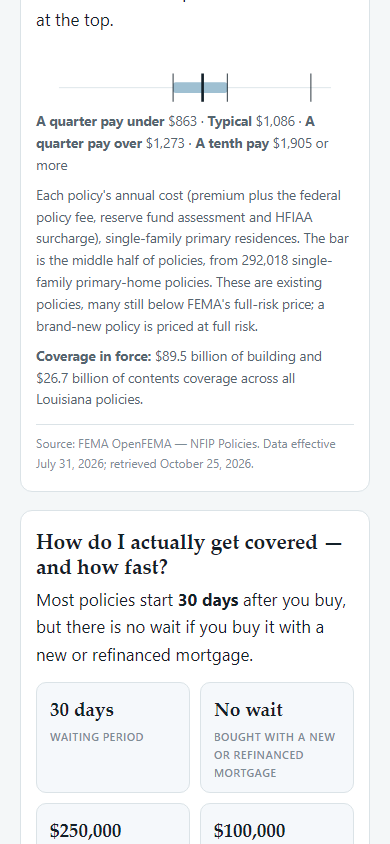 at the top.
A quarter pay under $863 · Typical $1,086 · A
quarter pay over $1,273 · A tenth pay $1,905 or
more
Each policy's annual cost (premium plus the federal
policy fee, reserve fund assessment and HFIAA
surcharge), single-family primary residences. The bar
is the middle half of policies, from 292,018 single-
family primary-home policies. These are existing
policies, many still below FEMA's full-risk price; a
brand-new policy is priced at full risk.
Coverage in force: $89.5 billion of building and
$26.7 billion of contents coverage across all
Louisiana policies.
Source: FEMA OpenFEMA — NFIP Policies. Data effective
July 31, 2026; retrieved October 25, 2026.
How do I actually get covered —
and how fast?
Most policies start 30 days after you buy,
but there is no wait if you buy it with a
new or refinanced mortgage.
30 days
WAITING PERIOD
No wait
BOUGHT WITH A NEW
OR REFINANCED
MORTGAGE
$250,000
$100,000